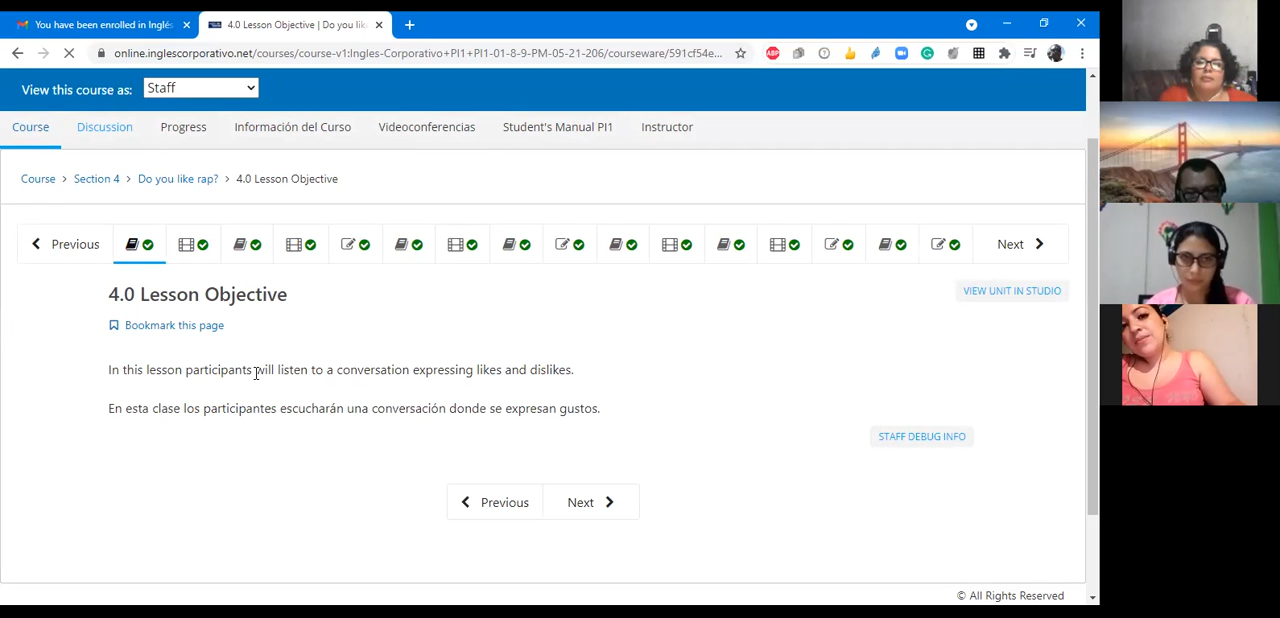 You have been enrolled in Inglés
4.0 Lesson Objective | Do you lik
online.inglescorporativo.net/courses/course-v1:Ingles-Corporativo+PI1+PI1-01-8-9-PM-05-21-206/courseware/591cf54e...
View this course as: Staff
Course Discussion Progress Información del Curso Videoconferencias Student's Manual PI1 Instructor
Course > Section 4 > Do you like rap? > 4.0 Lesson Objective
Previous Next
4.0 Lesson Objective
VIEW UNIT IN STUDIO
Bookmark this page
In this lesson participants will listen to a conversation expressing likes and dislikes.
En esta clase los participantes escucharán una conversación donde se expresan gustos.
STAFF DEBUG INFO
Previous Next
© All Rights Reserved